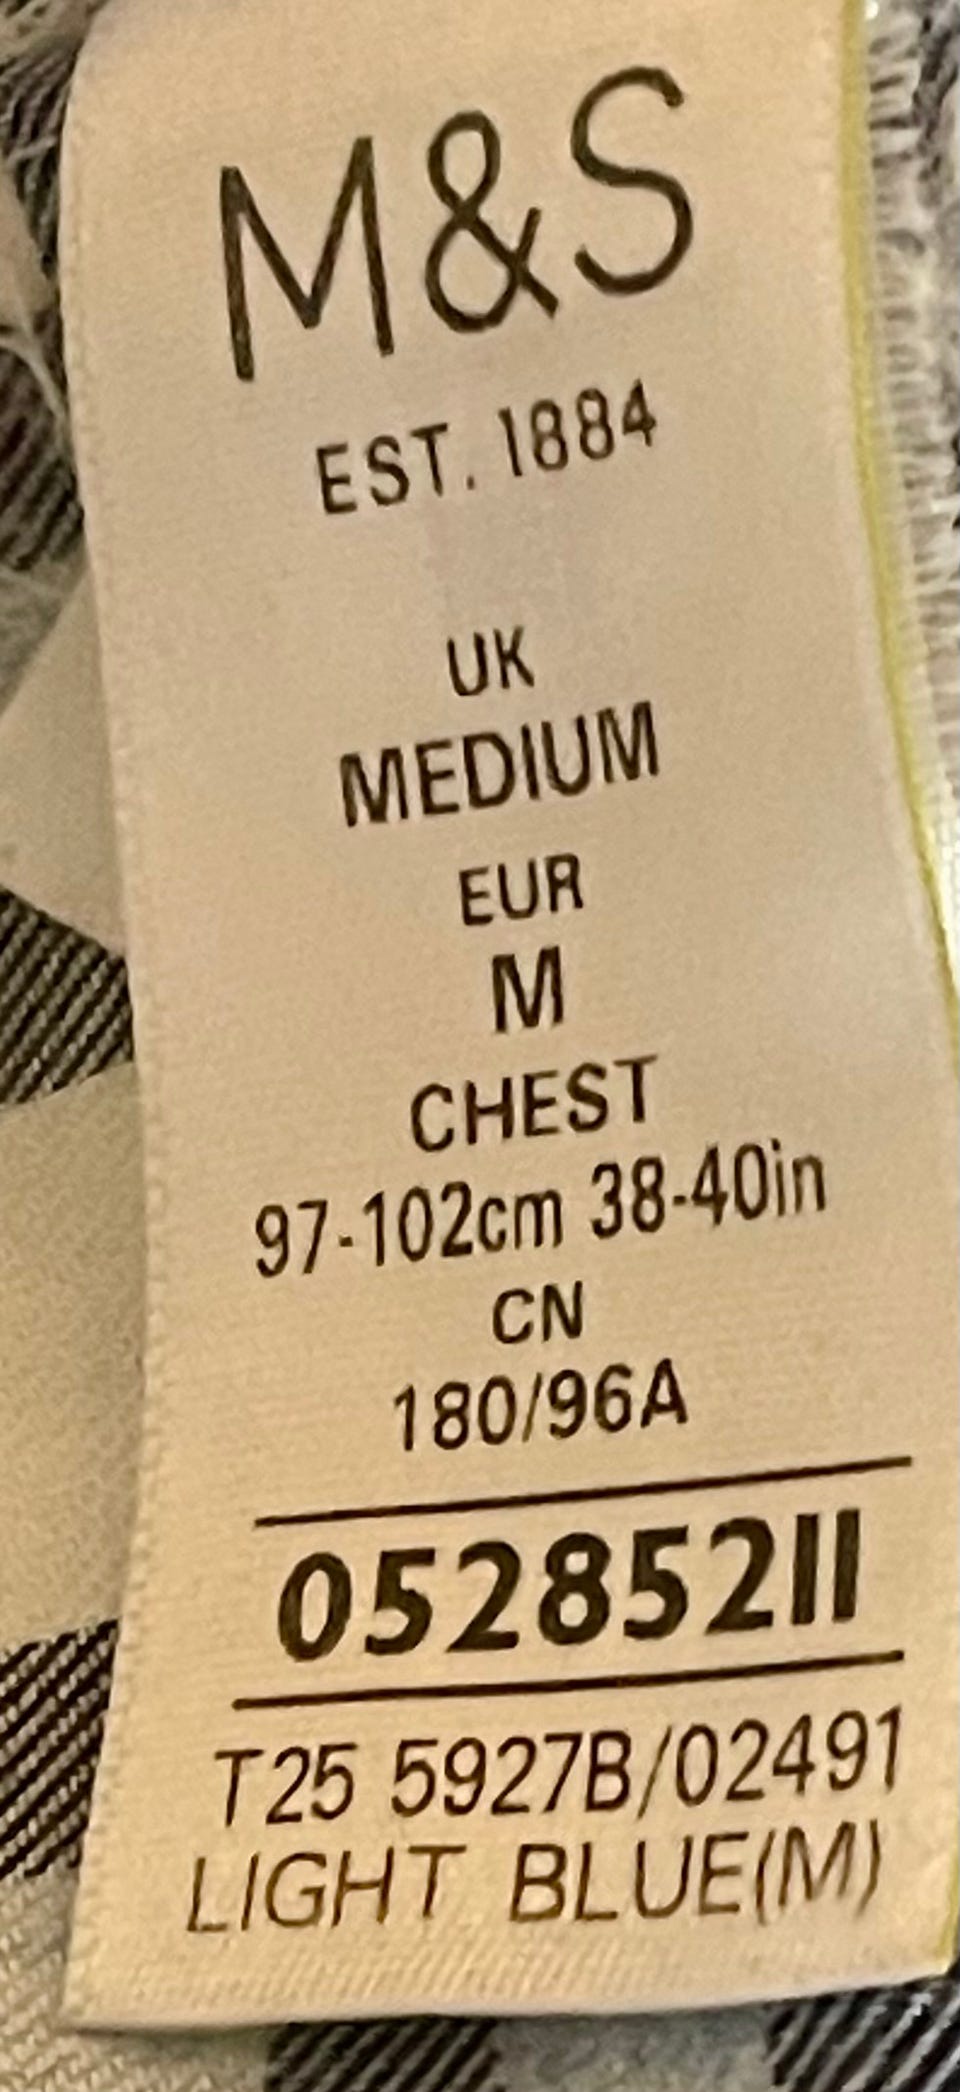 M&S
EST. 1884
UK
MEDIUM
EUR
M
CHEST
97-102cm 38-40in
CN
180/96A
05285211
T25 5927B/02491
LIGHT BLUE(M)